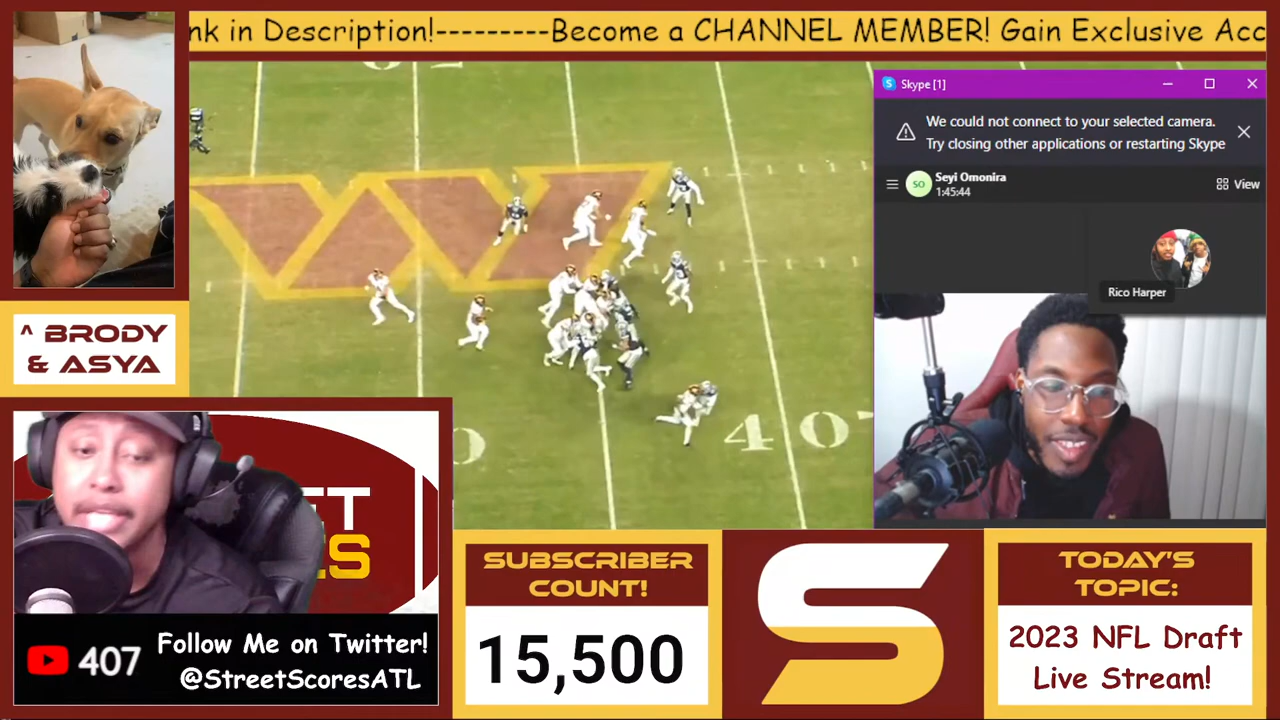 nk in Description!---------Become a CHANNEL MEMBER! Gain Exclusive Acc
Skype [1]
We could not connect to your selected camera.
Try closing other applications or restarting Skype
SO
Seyi Omonira
1:45:44
View
Rico Harper
^ BRODY
& ASYA
4 0
SUBSCRIBER
COUNT!
15,500
TODAY'S
TOPIC:
2023 NFL Draft
Live Stream!
407
Follow Me on Twitter!
@StreetScoresATL